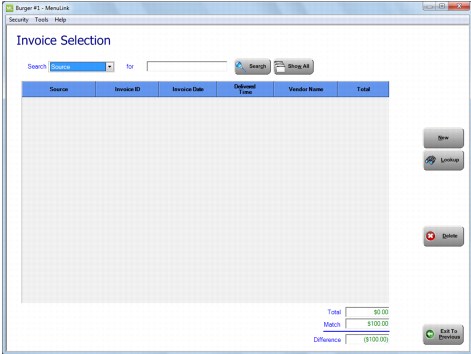 Burger #1 - MenuLink
Security Tools Help
Invoice Selection
Search Source for Search Show All
Source Invoice ID Invoice Date Delivered Time Vendor Name Total
New
Lookup
Delete
Total $0.00
Match $100.00
Difference ($100.00)
Exit To Previous